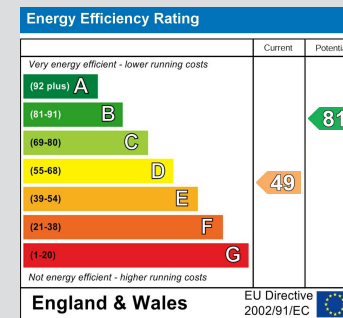 Energy Efficiency Rating
Current
Very energy efficient - lower running costs
(92 plus) A
(81-91) B
81
(69-80) C
(55-68) D
49
(39-54) E
(21-38) F
(1-20) G
Not energy efficient - higher running costs
England & Wales
EU Directive
2002/91/EC